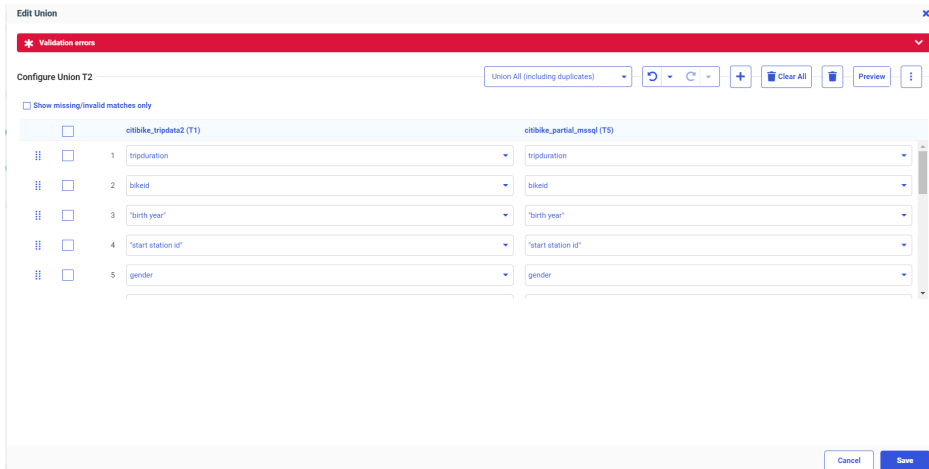 Edit Union
Validation errors
Configure Union T2
Union All (including duplicates)
Clear All
Preview
Show missing/invalid matches only
citibike_tripdata2 (T1) citibike_partial_mssql (T5)
1 tripduration tripduration
2 bikeid bikeid
3 "birth year" "birth year"
4 "start station id" "start station id"
5 gender gender
Cancel Save